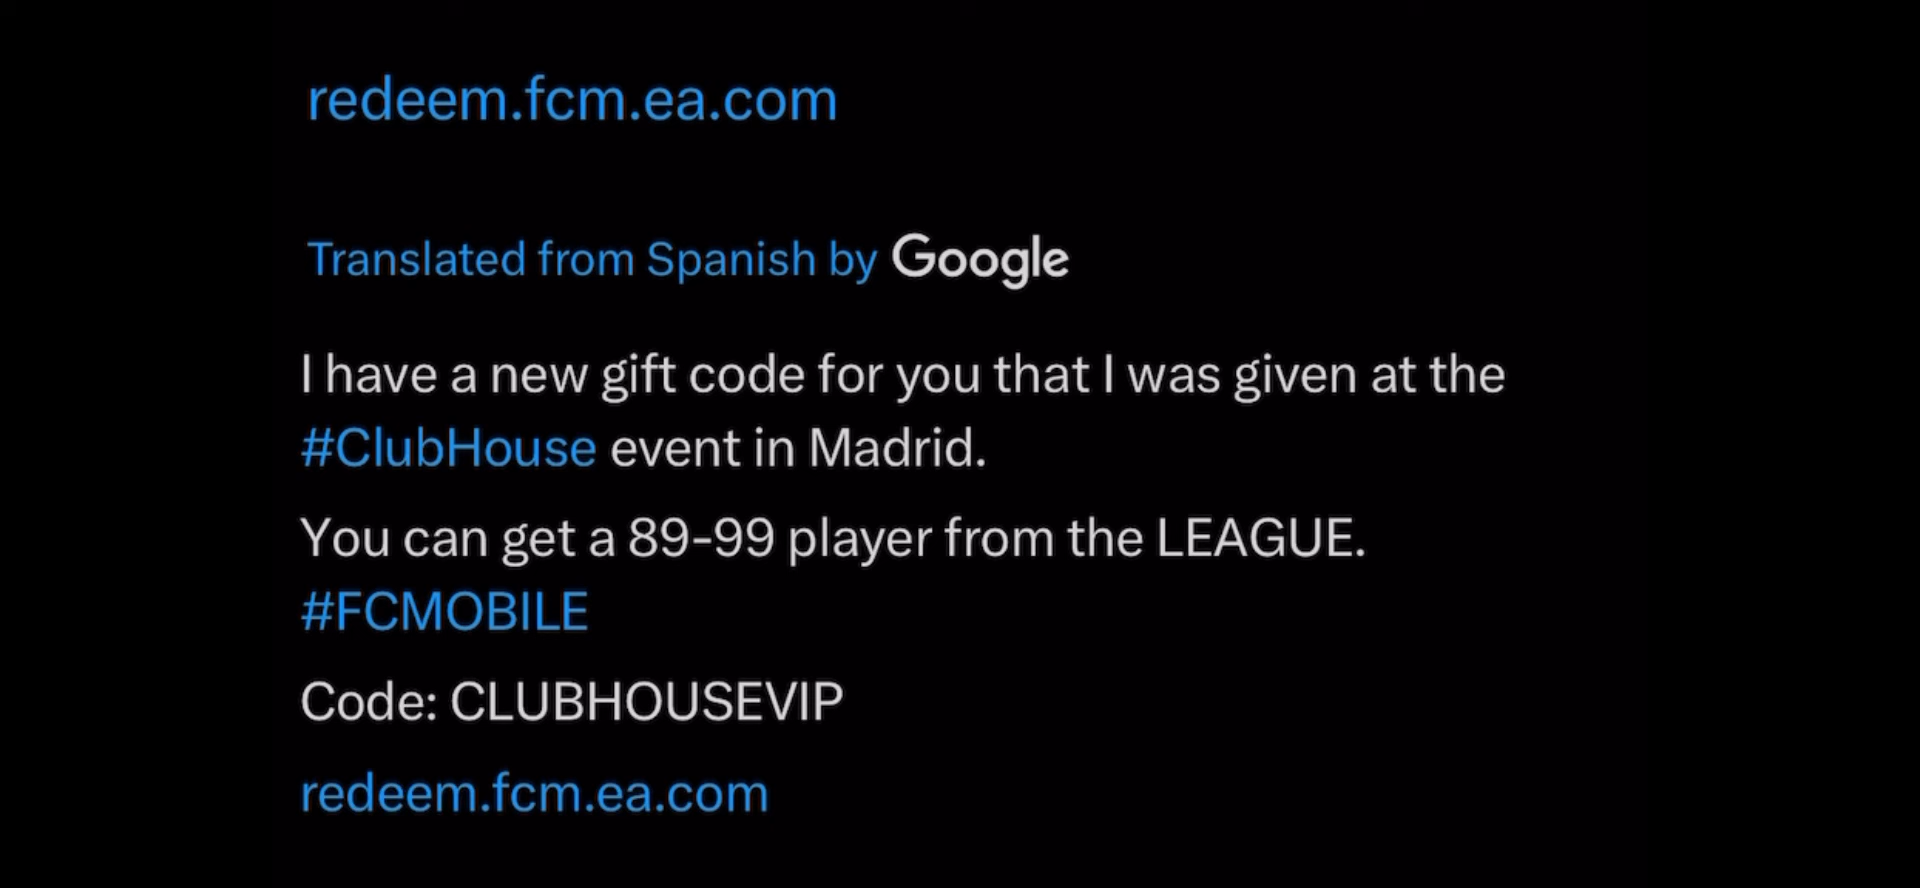 redeem.fcm.ea.com
Translated from Spanish by Google
I have a new gift code for you that I was given at the
#ClubHouse event in Madrid.
You can get a 89-99 player from the LEAGUE.
#FCMOBILE
Code: CLUBHOUSEVIP
redeem.fcm.ea.com